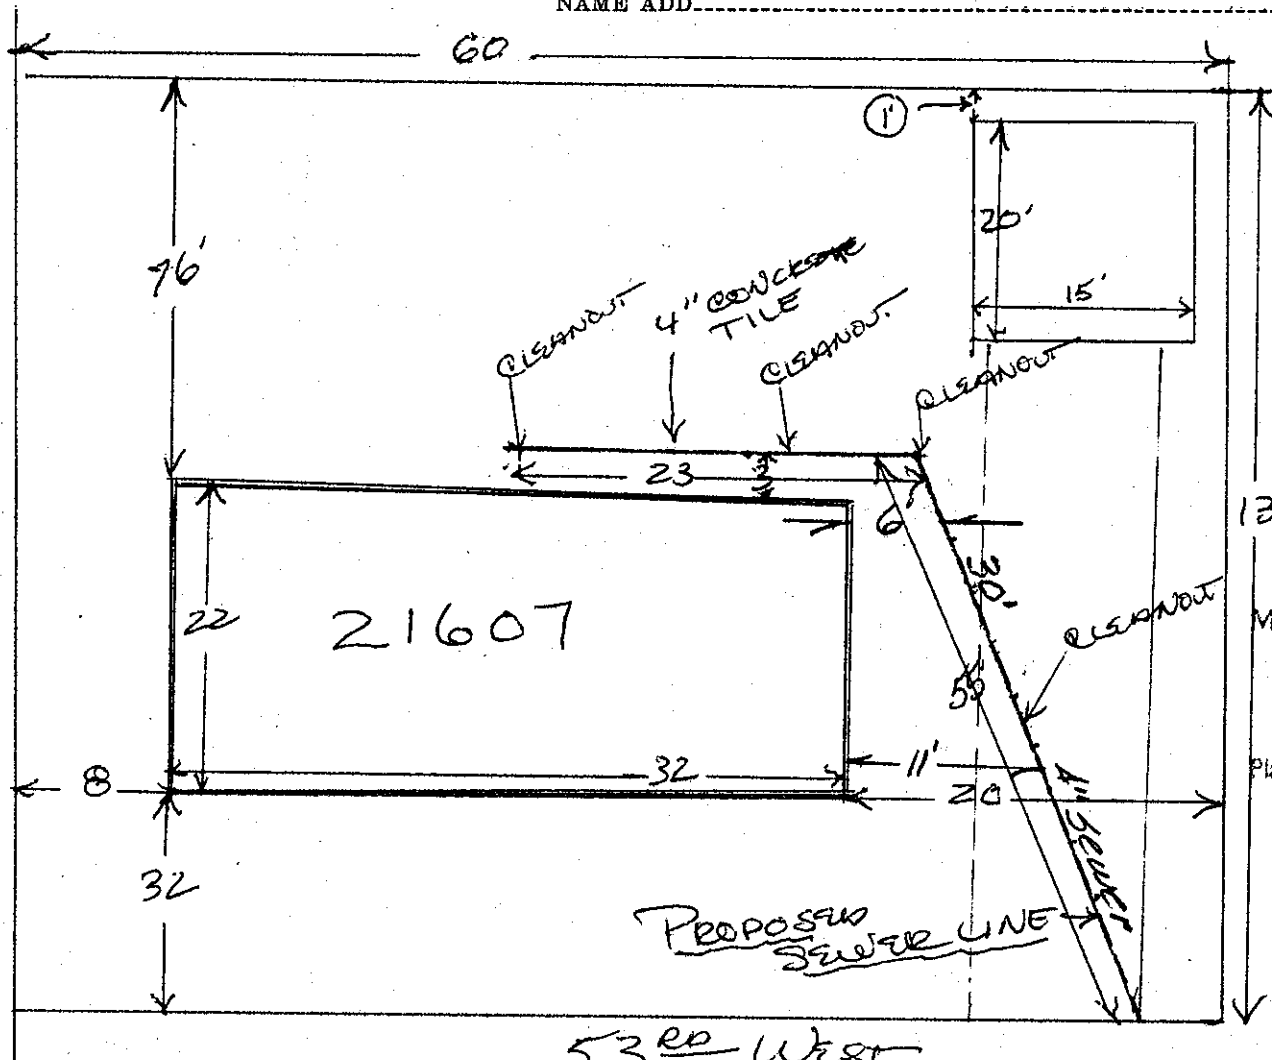 NAME ADD
60
1'
20'
15'
76'
CLEANOUT
4" CONCRETE
TILE
CLEANOUT
CLEANOUT
23
6'
30'
13
22
21607
CLEANOUT
55'
32
11'
8
20
4" SEWER
32
PROPOSED
SEWER LINE
53RD WEST